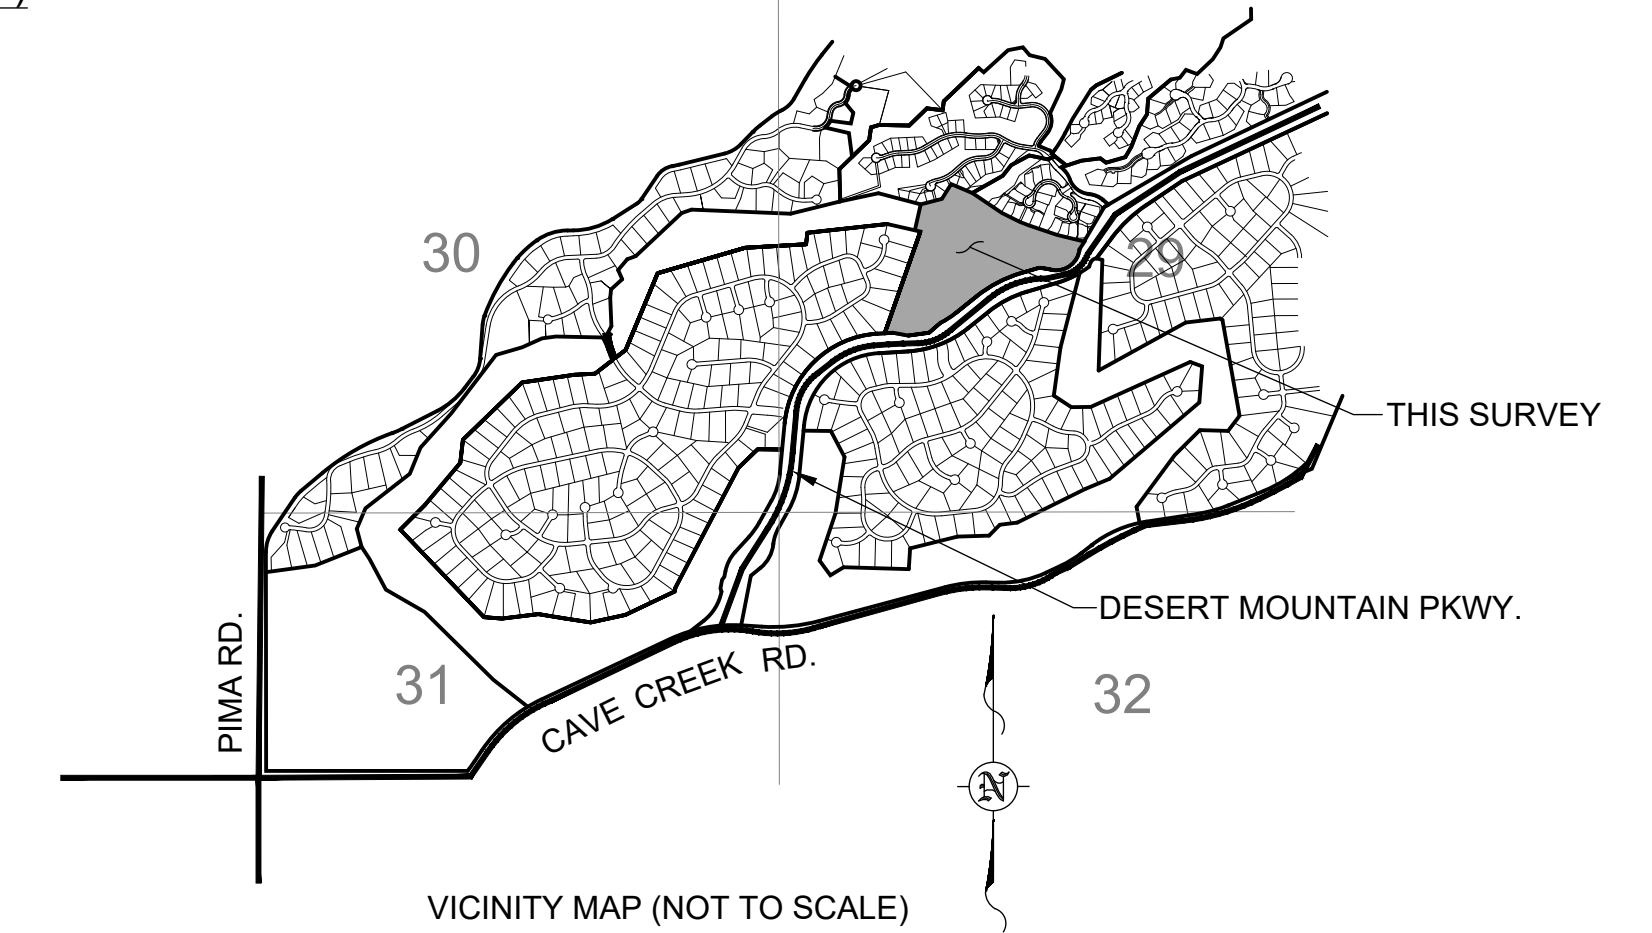 30
29
THIS SURVEY
DESERT MOUNTAIN PKWY.
PIMA RD.
31
CAVE CREEK RD.
32
N
VICINITY MAP (NOT TO SCALE)